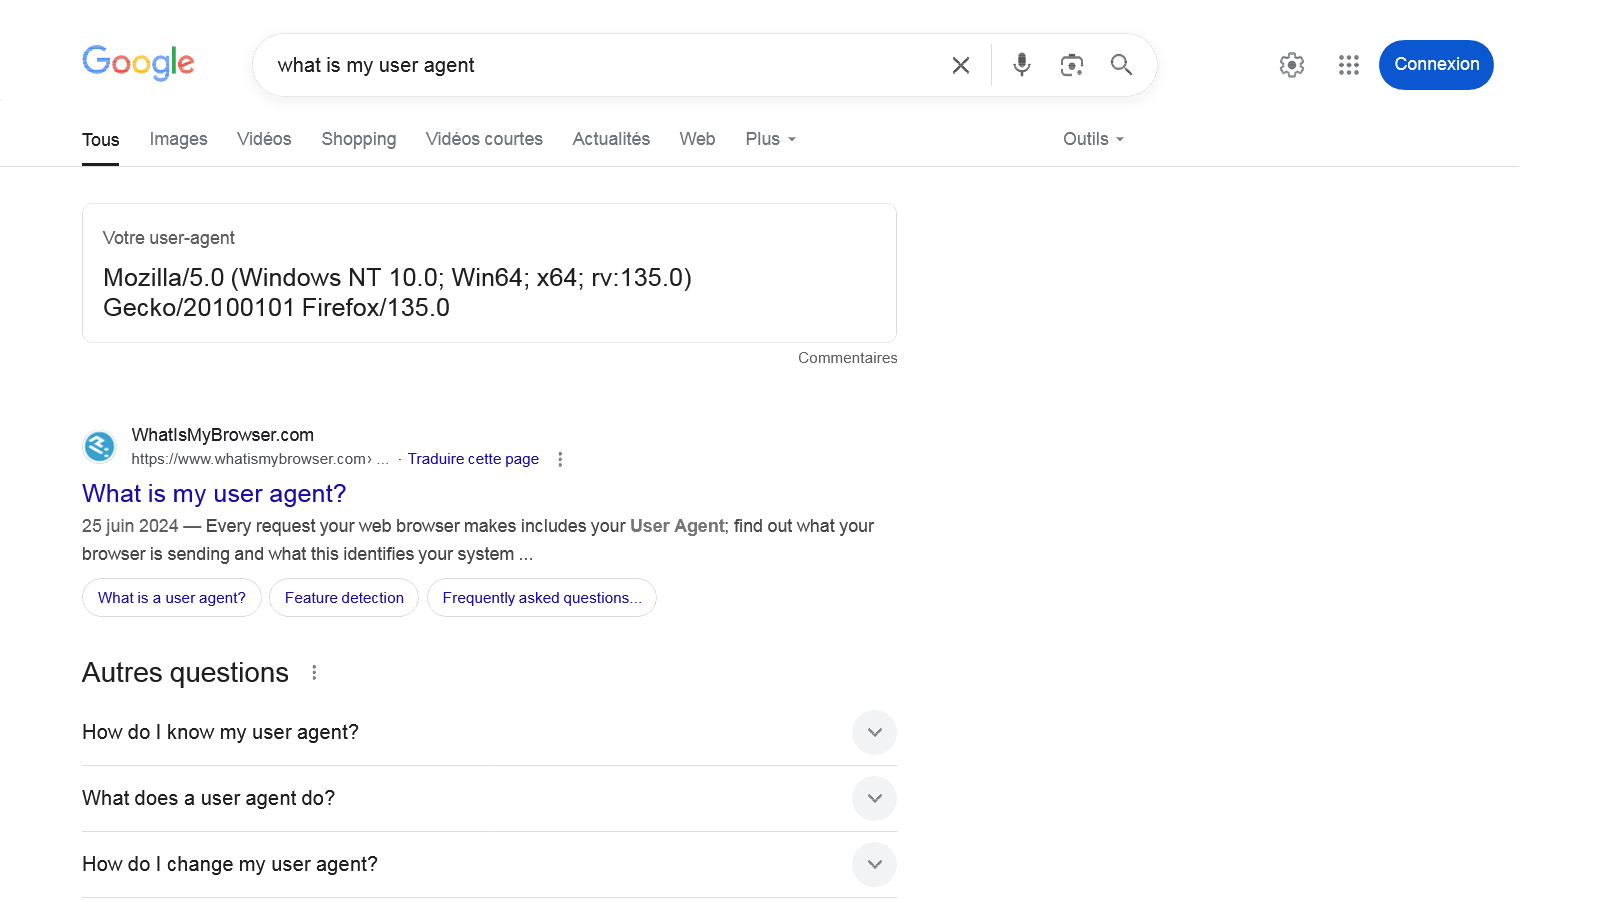 Google
what is my user agent
Connexion
Tous Images Vidéos Shopping Vidéos courtes Actualités Web Plus Outils
Votre user-agent
Mozilla/5.0 (Windows NT 10.0; Win64; x64; rv:135.0)
Gecko/20100101 Firefox/135.0
Commentaires
WhatIsMyBrowser.com
https://www.whatismybrowser.com› ... · Traduire cette page
What is my user agent?
25 juin 2024 — Every request your web browser makes includes your User Agent; find out what your
browser is sending and what this identifies your system ...
What is a user agent? Feature detection Frequently asked questions...
Autres questions
How do I know my user agent?
What does a user agent do?
How do I change my user agent?